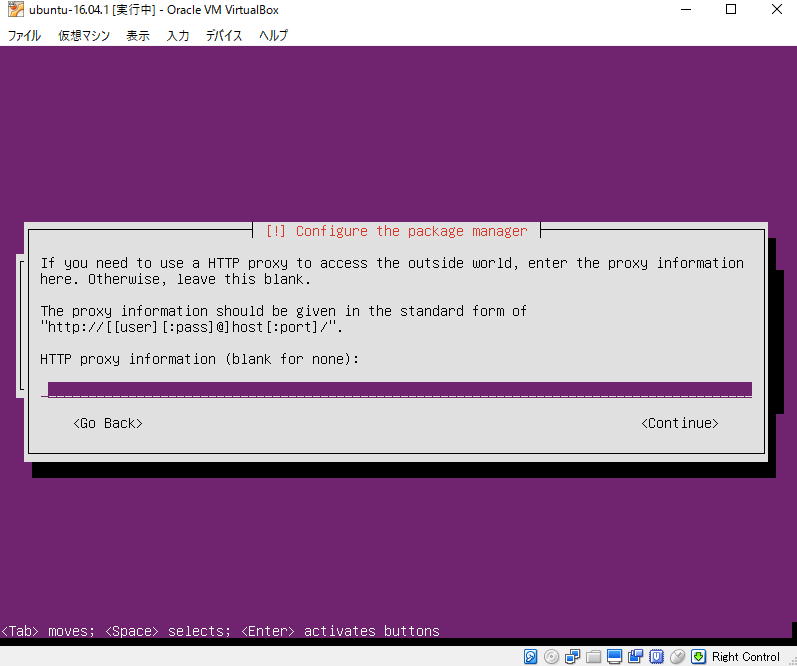 ubuntu-16.04.1 [実行中] - Oracle VM VirtualBox
ファイル 仮想マシン 表示 入力 デバイス ヘルプ
[!] Configure the package manager
If you need to use a HTTP proxy to access the outside world, enter the proxy information
here. Otherwise, leave this blank.
The proxy information should be given in the standard form of
"http://[[user][:pass]@]host[:port]/".
HTTP proxy information (blank for none):
<Go Back> <Continue>
<Tab> moves; <Space> selects; <Enter> activates buttons
Right Control